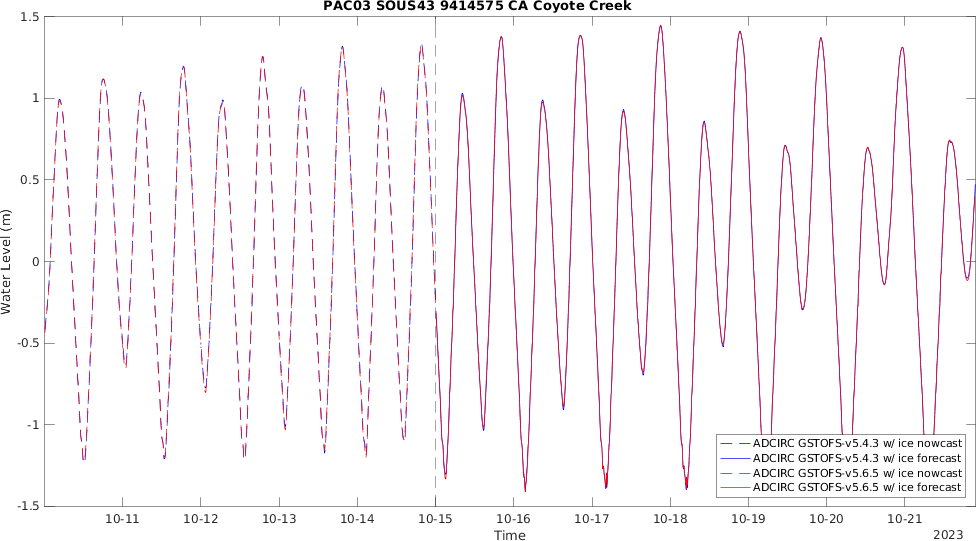 PAC03 SOUS43 9414575 CA Coyote Creek
1.5
1
0.5
0
-0.5
-1
-1.5
Water Level (m)
ADCIRC GSTOFS-v5.4.3 w/ ice nowcast
ADCIRC GSTOFS-v5.4.3 w/ ice forecast
ADCIRC GSTOFS-v5.6.5 w/ ice nowcast
ADCIRC GSTOFS-v5.6.5 w/ ice forecast
10-11 10-12 10-13 10-14 10-15 10-16 10-17 10-18 10-19 10-20 10-21
Time
2023